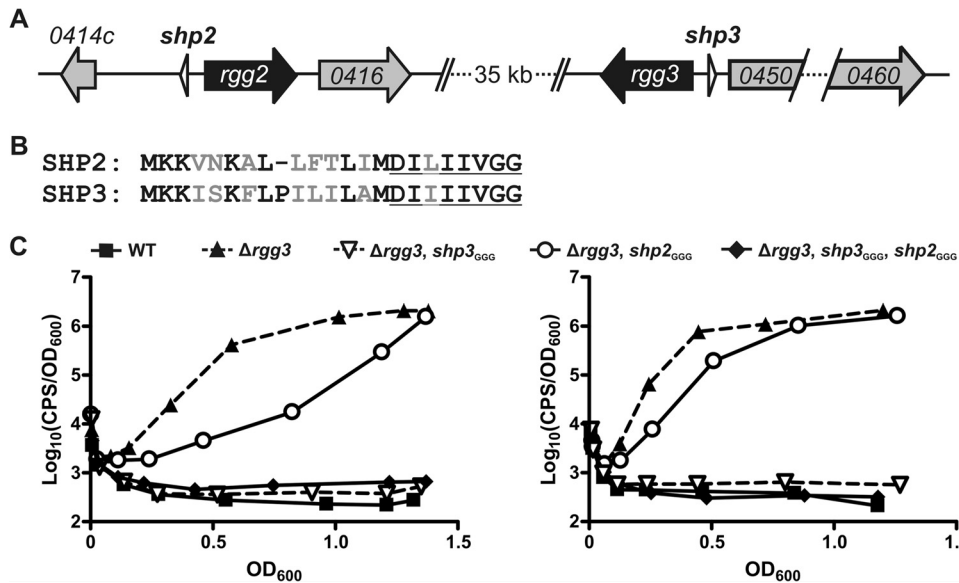 A
0414c shp2 rgg2 0416 35 kb rgg3 shp3 0450 0460
B
SHP2: MKKVNKAL-LFTLIMDILIIVGG
SHP3: MKKISKFLPILILAMDIIIIVGG
C
WT Δrgg3 Δrgg3, shp3GGG Δrgg3, shp2GGG Δrgg3, shp3GGG, shp2GGG
Log10(CPS/OD600)
7
6
5
4
3
2
0 0.5 1.0 1.5
OD600
Log10(CPS/OD600)
7
6
5
4
3
2
0 0.5 1.0 1.
OD600